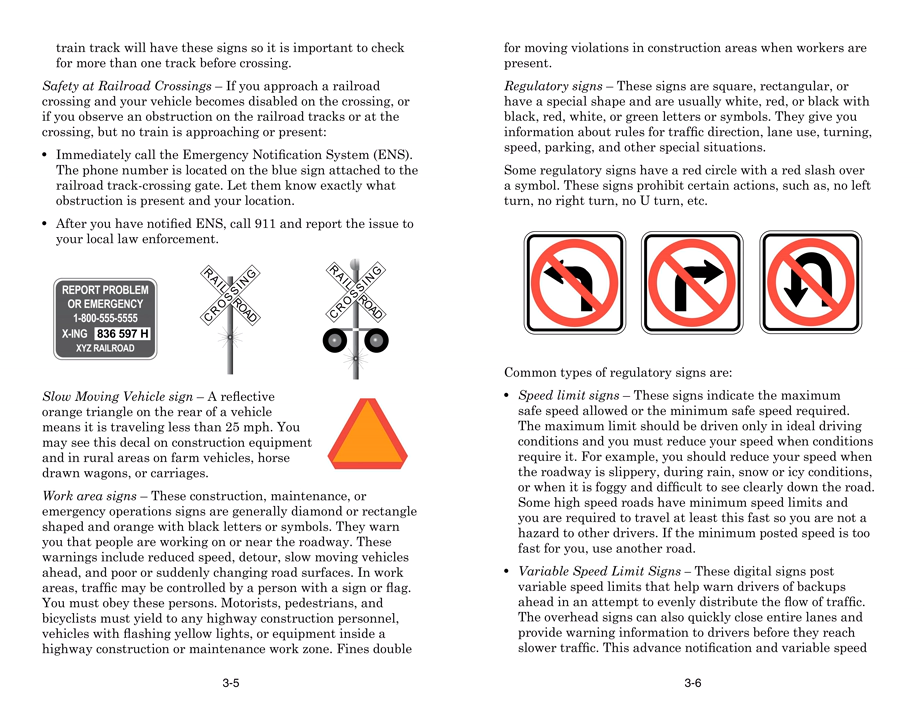 train track will have these signs so it is important to check
for more than one track before crossing.
Safety at Railroad Crossings – If you approach a railroad
crossing and your vehicle becomes disabled on the crossing, or
if you observe an obstruction on the railroad tracks or at the
crossing, but no train is approaching or present:
• Immediately call the Emergency Notification System (ENS).
The phone number is located on the blue sign attached to the
railroad track-crossing gate. Let them know exactly what
obstruction is present and your location.
• After you have notified ENS, call 911 and report the issue to
your local law enforcement.
REPORT PROBLEM
OR EMERGENCY
1-800-555-5555
X-ING 836 597 H
XYZ RAILROAD
RAILROAD
CROSSING
RAILROAD
CROSSING
Slow Moving Vehicle sign – A reflective
orange triangle on the rear of a vehicle
means it is traveling less than 25 mph. You
may see this decal on construction equipment
and in rural areas on farm vehicles, horse
drawn wagons, or carriages.
Work area signs – These construction, maintenance, or
emergency operations signs are generally diamond or rectangle
shaped and orange with black letters or symbols. They warn
you that people are working on or near the roadway. These
warnings include reduced speed, detour, slow moving vehicles
ahead, and poor or suddenly changing road surfaces. In work
areas, traffic may be controlled by a person with a sign or flag.
You must obey these persons. Motorists, pedestrians, and
bicyclists must yield to any highway construction personnel,
vehicles with flashing yellow lights, or equipment inside a
highway construction or maintenance work zone. Fines double
3-5
for moving violations in construction areas when workers are
present.
Regulatory signs – These signs are square, rectangular, or
have a special shape and are usually white, red, or black with
black, red, white, or green letters or symbols. They give you
information about rules for traffic direction, lane use, turning,
speed, parking, and other special situations.
Some regulatory signs have a red circle with a red slash over
a symbol. These signs prohibit certain actions, such as, no left
turn, no right turn, no U turn, etc.
Common types of regulatory signs are:
• Speed limit signs – These signs indicate the maximum
safe speed allowed or the minimum safe speed required.
The maximum limit should be driven only in ideal driving
conditions and you must reduce your speed when conditions
require it. For example, you should reduce your speed when
the roadway is slippery, during rain, snow or icy conditions,
or when it is foggy and difficult to see clearly down the road.
Some high speed roads have minimum speed limits and
you are required to travel at least this fast so you are not a
hazard to other drivers. If the minimum posted speed is too
fast for you, use another road.
• Variable Speed Limit Signs – These digital signs post
variable speed limits that help warn drivers of backups
ahead in an attempt to evenly distribute the flow of traffic.
The overhead signs can also quickly close entire lanes and
provide warning information to drivers before they reach
slower traffic. This advance notification and variable speed
3-6